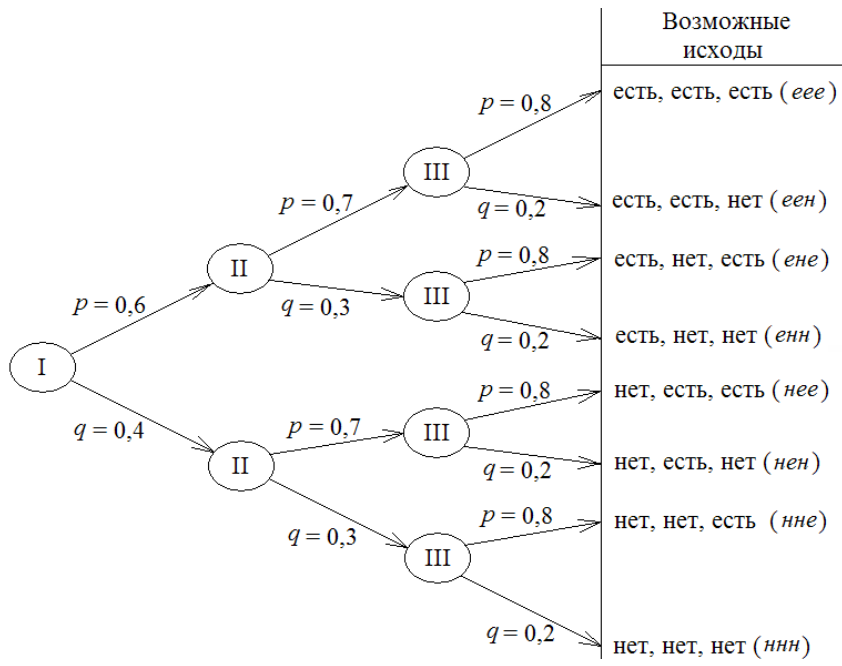 Возможные
исходы
p = 0,8
есть, есть, есть (еее)
III
p = 0,7
q = 0,2
есть, есть, нет (еен)
II
p = 0,8
есть, нет, есть (ене)
p = 0,6
q = 0,3
III
q = 0,2
есть, нет, нет (енн)
I
p = 0,8
нет, есть, есть (нее)
q = 0,4
p = 0,7
III
q = 0,2
нет, есть, нет (нен)
II
p = 0,8
нет, нет, есть (нне)
q = 0,3
III
q = 0,2
нет, нет, нет (ннн)